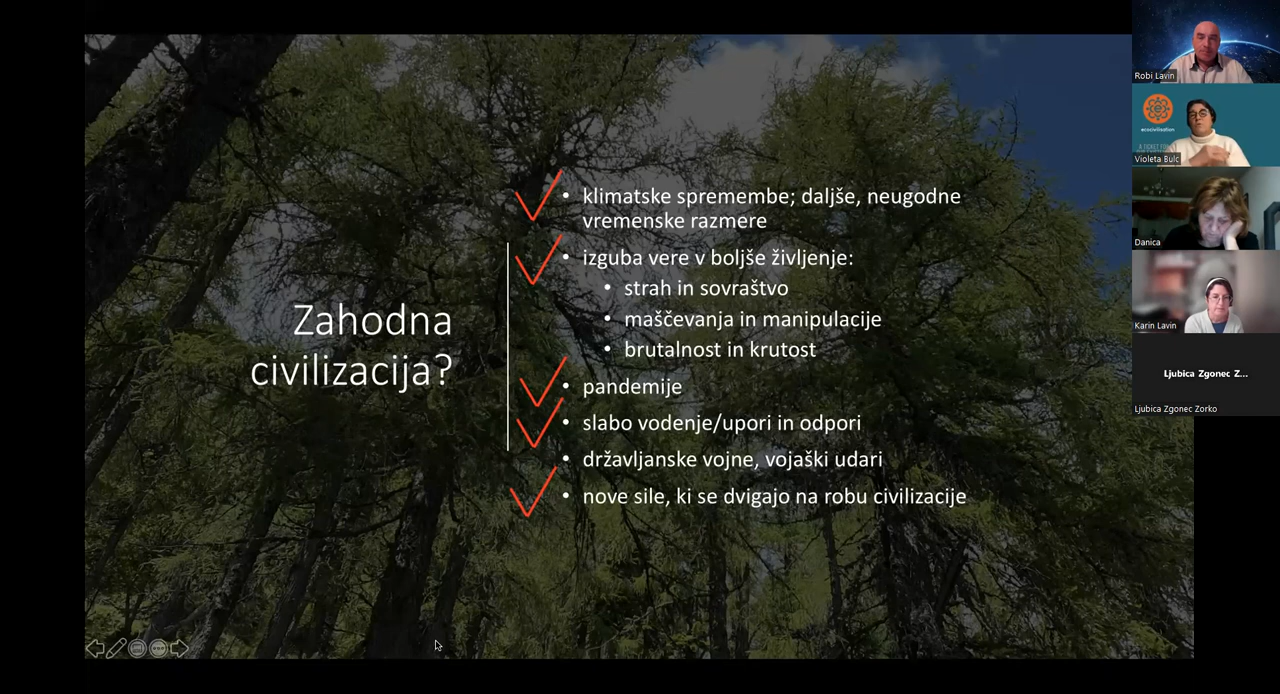 Zahodna
civilizacija?
• klimatske spremembe; daljše, neugodne
vremenske razmere
• izguba vere v boljše življenje:
• strah in sovraštvo
• maščevanja in manipulacije
• brutalnost in krutost
• pandemije
• slabo vodenje/upori in odpori
• državljanske vojne, vojaški udari
• nove sile, ki se dvigajo na robu civilizacije
Robi Lavin
ecocivilisation
A TICKET
Violeta Bulc
Danica
Karin Lavin
Ljubica Zgonec Z...
Ljubica Zgonec Zorko